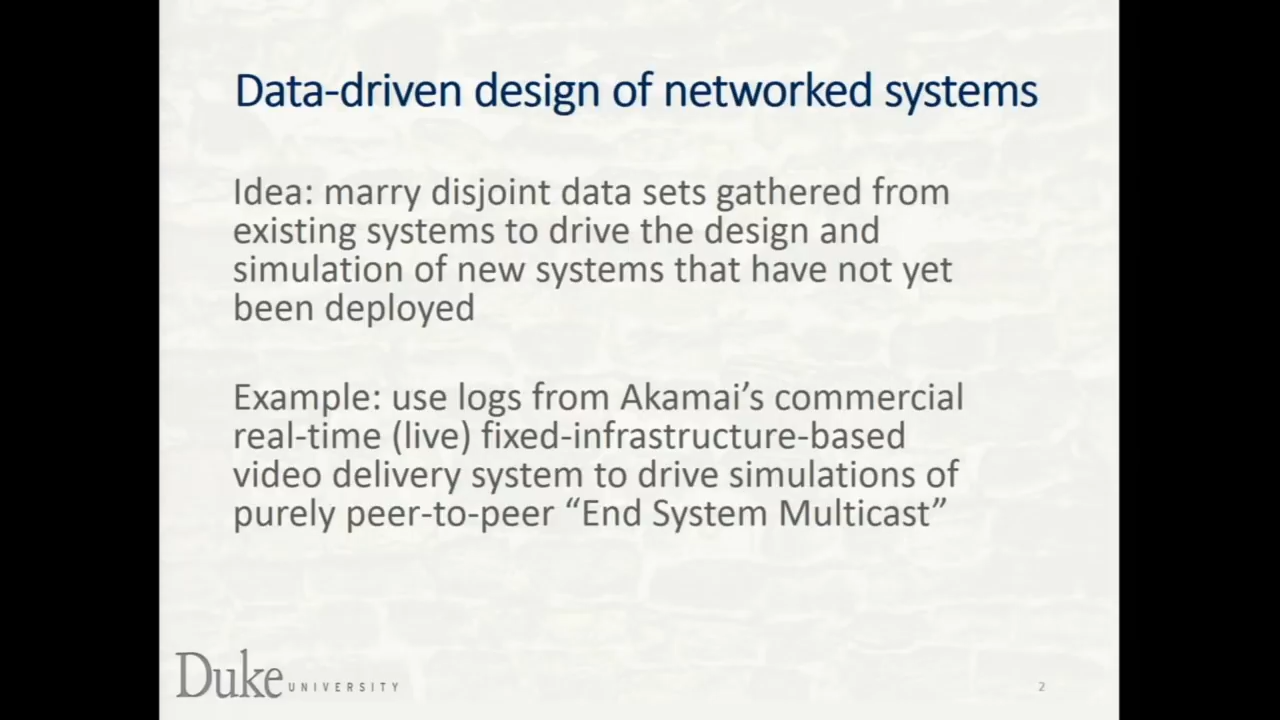 Data-driven design of networked systems
Idea: marry disjoint data sets gathered from
existing systems to drive the design and
simulation of new systems that have not yet
been deployed
Example: use logs from Akamai’s commercial
real-time (live) fixed-infrastructure-based
video delivery system to drive simulations of
purely peer-to-peer “End System Multicast”
Duke UNIVERSITY
2